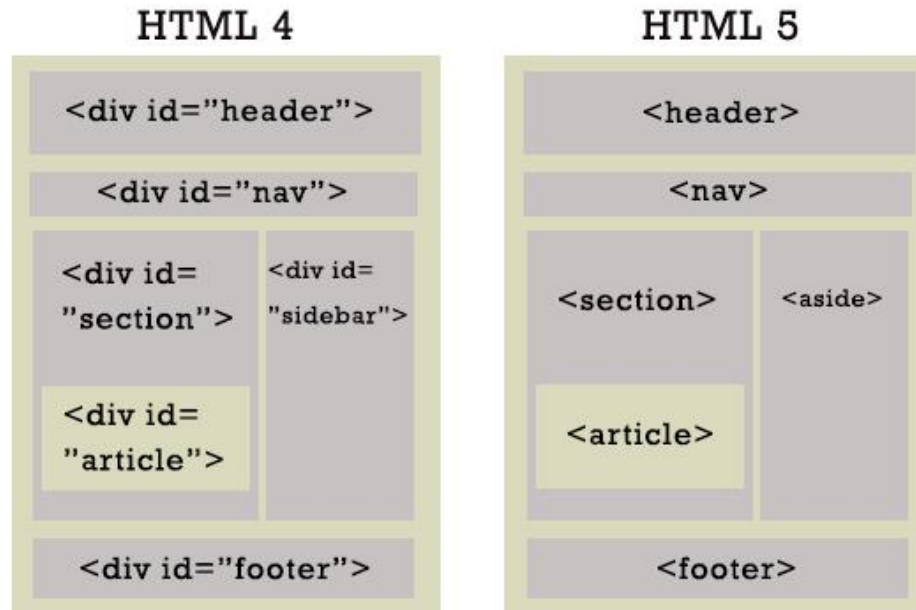 HTML 4
<div id="header">
<div id="nav">
<div id=
"section">
<div id=
"sidebar">
<div id=
"article">
<div id="footer">
HTML 5
<header>
<nav>
<section>
<aside>
<article>
<footer>